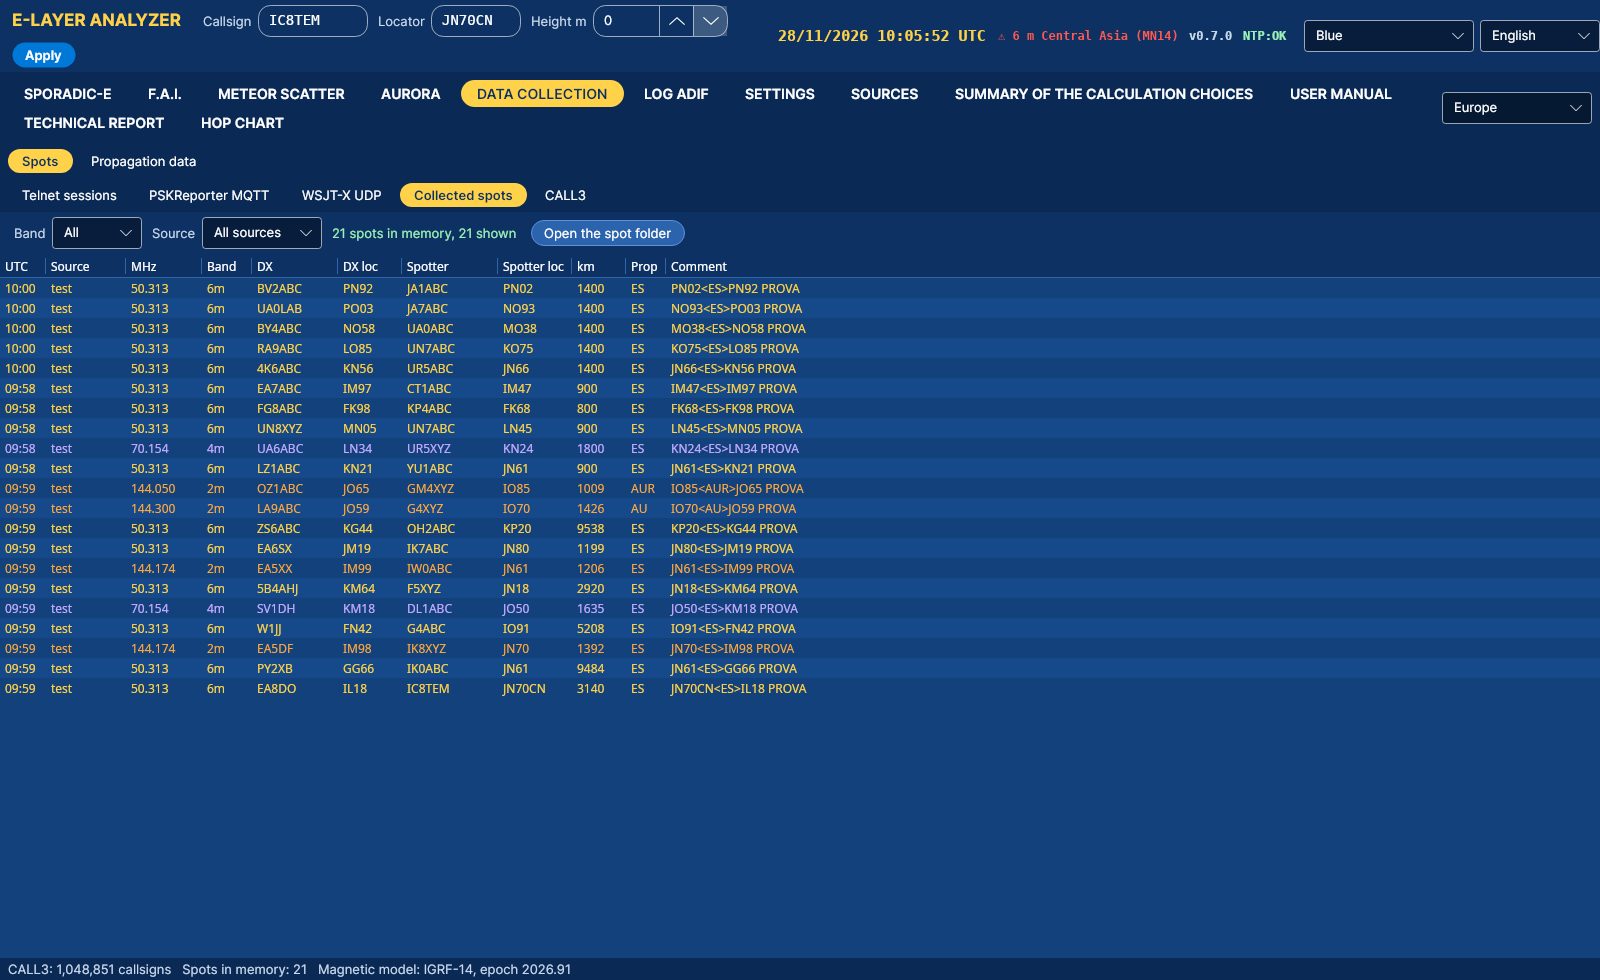 E-LAYER ANALYZER Callsign IC8TEM Locator JN70CN Height m 0
28/11/2026 10:05:52 UTC ⚠ 6 m Central Asia (MN14) v0.7.0 NTP:OK Blue English
Apply
SPORADIC-E F.A.I. METEOR SCATTER AURORA DATA COLLECTION LOG ADIF SETTINGS SOURCES SUMMARY OF THE CALCULATION CHOICES USER MANUAL
Europe
TECHNICAL REPORT HOP CHART
Spots Propagation data
Telnet sessions PSKReporter MQTT WSJT-X UDP Collected spots CALL3
Band All Source All sources 21 spots in memory, 21 shown Open the spot folder
UTC Source MHz Band DX DX loc Spotter Spotter loc km Prop Comment
10:00 test 50.313 6m BV2ABC PN92 JA1ABC PN02 1400 ES PN02<ES>PN92 PROVA
10:00 test 50.313 6m UA0LAB PO03 JA7ABC NO93 1400 ES NO93<ES>PO03 PROVA
10:00 test 50.313 6m BY4ABC NO58 UA0ABC MO38 1400 ES MO38<ES>NO58 PROVA
10:00 test 50.313 6m RA9ABC LO85 UN7ABC KO75 1400 ES KO75<ES>LO85 PROVA
10:00 test 50.313 6m 4K6ABC KN56 UR5ABC JN66 1400 ES JN66<ES>KN56 PROVA
09:58 test 50.313 6m EA7ABC IM97 CT1ABC IM47 900 ES IM47<ES>IM97 PROVA
09:58 test 50.313 6m FG8ABC FK98 KP4ABC FK68 800 ES FK68<ES>FK98 PROVA
09:58 test 50.313 6m UN8XYZ MN05 UN7ABC LN45 900 ES LN45<ES>MN05 PROVA
09:58 test 70.154 4m UA6ABC LN34 UR5XYZ KN24 1800 ES KN24<ES>LN34 PROVA
09:58 test 50.313 6m LZ1ABC KN21 YU1ABC JN61 900 ES JN61<ES>KN21 PROVA
09:59 test 144.050 2m OZ1ABC JO65 GM4XYZ IO85 1009 AUR IO85<AUR>JO65 PROVA
09:59 test 144.300 2m LA9ABC JO59 G4XYZ IO70 1426 AU IO70<AU>JO59 PROVA
09:59 test 50.313 6m ZS6ABC KG44 OH2ABC KP20 9538 ES KP20<ES>KG44 PROVA
09:59 test 50.313 6m EA6SX JM19 IK7ABC JN80 1199 ES JN80<ES>JM19 PROVA
09:59 test 144.174 2m EA5XX IM99 IW0ABC JN61 1206 ES JN61<ES>IM99 PROVA
09:59 test 50.313 6m 5B4AHJ KM64 F5XYZ JN18 2920 ES JN18<ES>KM64 PROVA
09:59 test 70.154 4m SV1DH KM18 DL1ABC JO50 1635 ES JO50<ES>KM18 PROVA
09:59 test 50.313 6m W1JJ FN42 G4ABC IO91 5208 ES IO91<ES>FN42 PROVA
09:59 test 144.174 2m EA5DF IM98 IK8XYZ JN70 1392 ES JN70<ES>IM98 PROVA
09:59 test 50.313 6m PY2XB GG66 IK0ABC JN61 9484 ES JN61<ES>GG66 PROVA
09:59 test 50.313 6m EA8DO IL18 IC8TEM JN70CN 3140 ES JN70CN<ES>IL18 PROVA
CALL3: 1,048,851 callsigns Spots in memory: 21 Magnetic model: IGRF-14, epoch 2026.91